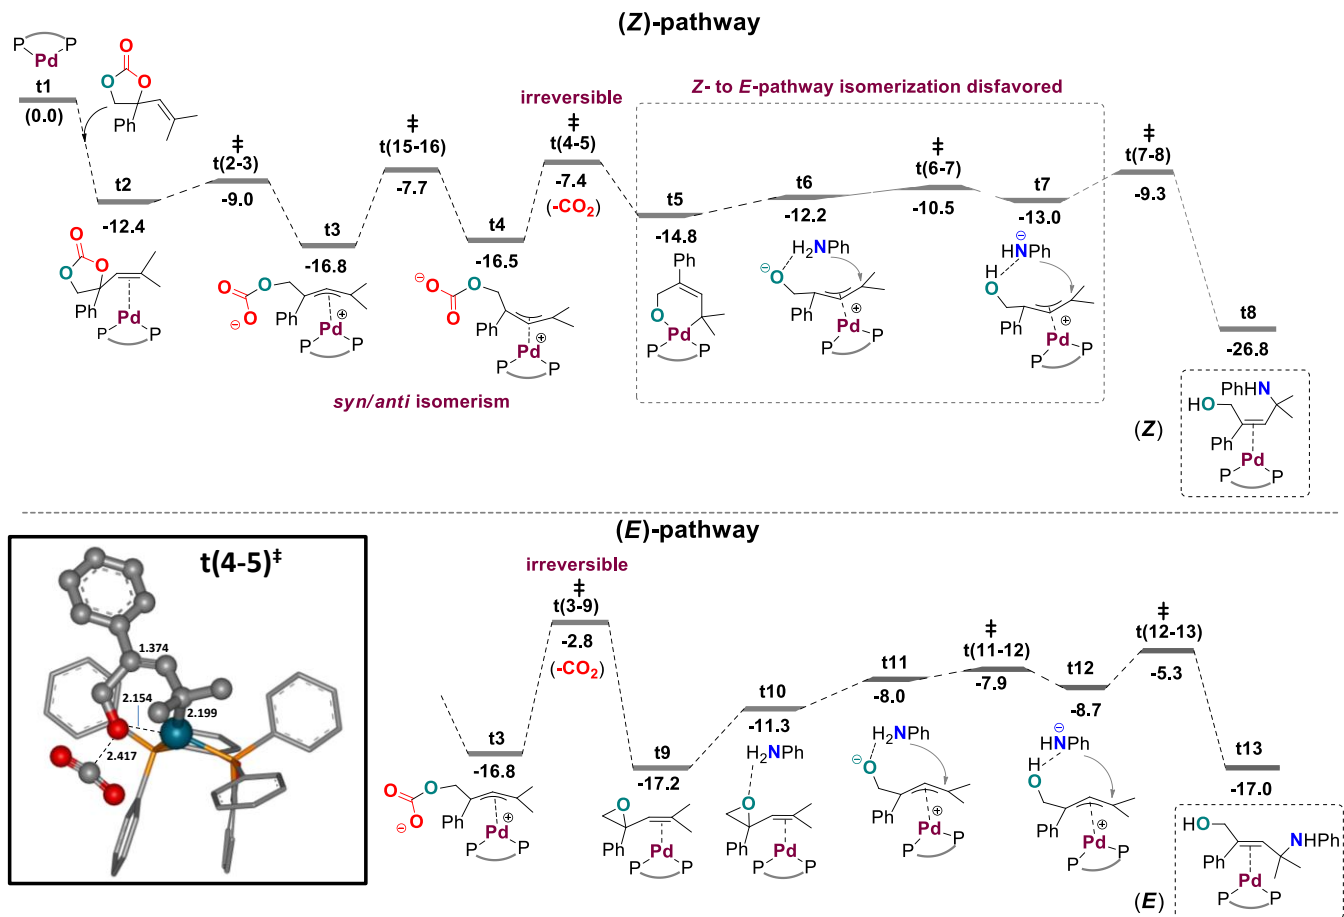 (Z)-pathway
P P
Pd
t1
(0.0)
O
O O
Ph
t2
-12.4
O
O O
Ph
Pd
P P
‡
t(2-3)
-9.0
t3
-16.8
⊖
O O
O
Ph
Pd ⊕
P P
syn/anti isomerism
‡
t(15-16)
-7.7
t4
-16.5
⊖
O O
O
Ph
Pd ⊕
P P
irreversible
‡
t(4-5)
-7.4
(-CO2)
Z- to E-pathway isomerization disfavored
t5
-14.8
Ph
O
Pd
P P
t6
-12.2
H2NPh
⊖
O
Ph
Pd ⊕
P P
‡
t(6-7)
-10.5
t7
-13.0
⊖
HNPh
H
O
Ph
Pd ⊕
P P
‡
t(7-8)
-9.3
t8
-26.8
(Z)
PhHN
HO
Ph
Pd
P P
(E)-pathway
t(4-5)‡
1.374
2.154
2.199
2.417
t3
-16.8
⊖
O O
O
Ph
Pd ⊕
P P
irreversible
‡
t(3-9)
-2.8
(-CO2)
t9
-17.2
O
Ph
Pd
P P
t10
-11.3
H2NPh
O
Ph
Pd
P P
t11
-8.0
H2NPh
⊖
O
Ph
Pd ⊕
P P
‡
t(11-12)
-7.9
t12
-8.7
⊖
HNPh
H
O
Ph
Pd ⊕
P P
‡
t(12-13)
-5.3
t13
-17.0
(E)
HO
NHPh
Ph
Pd
P P